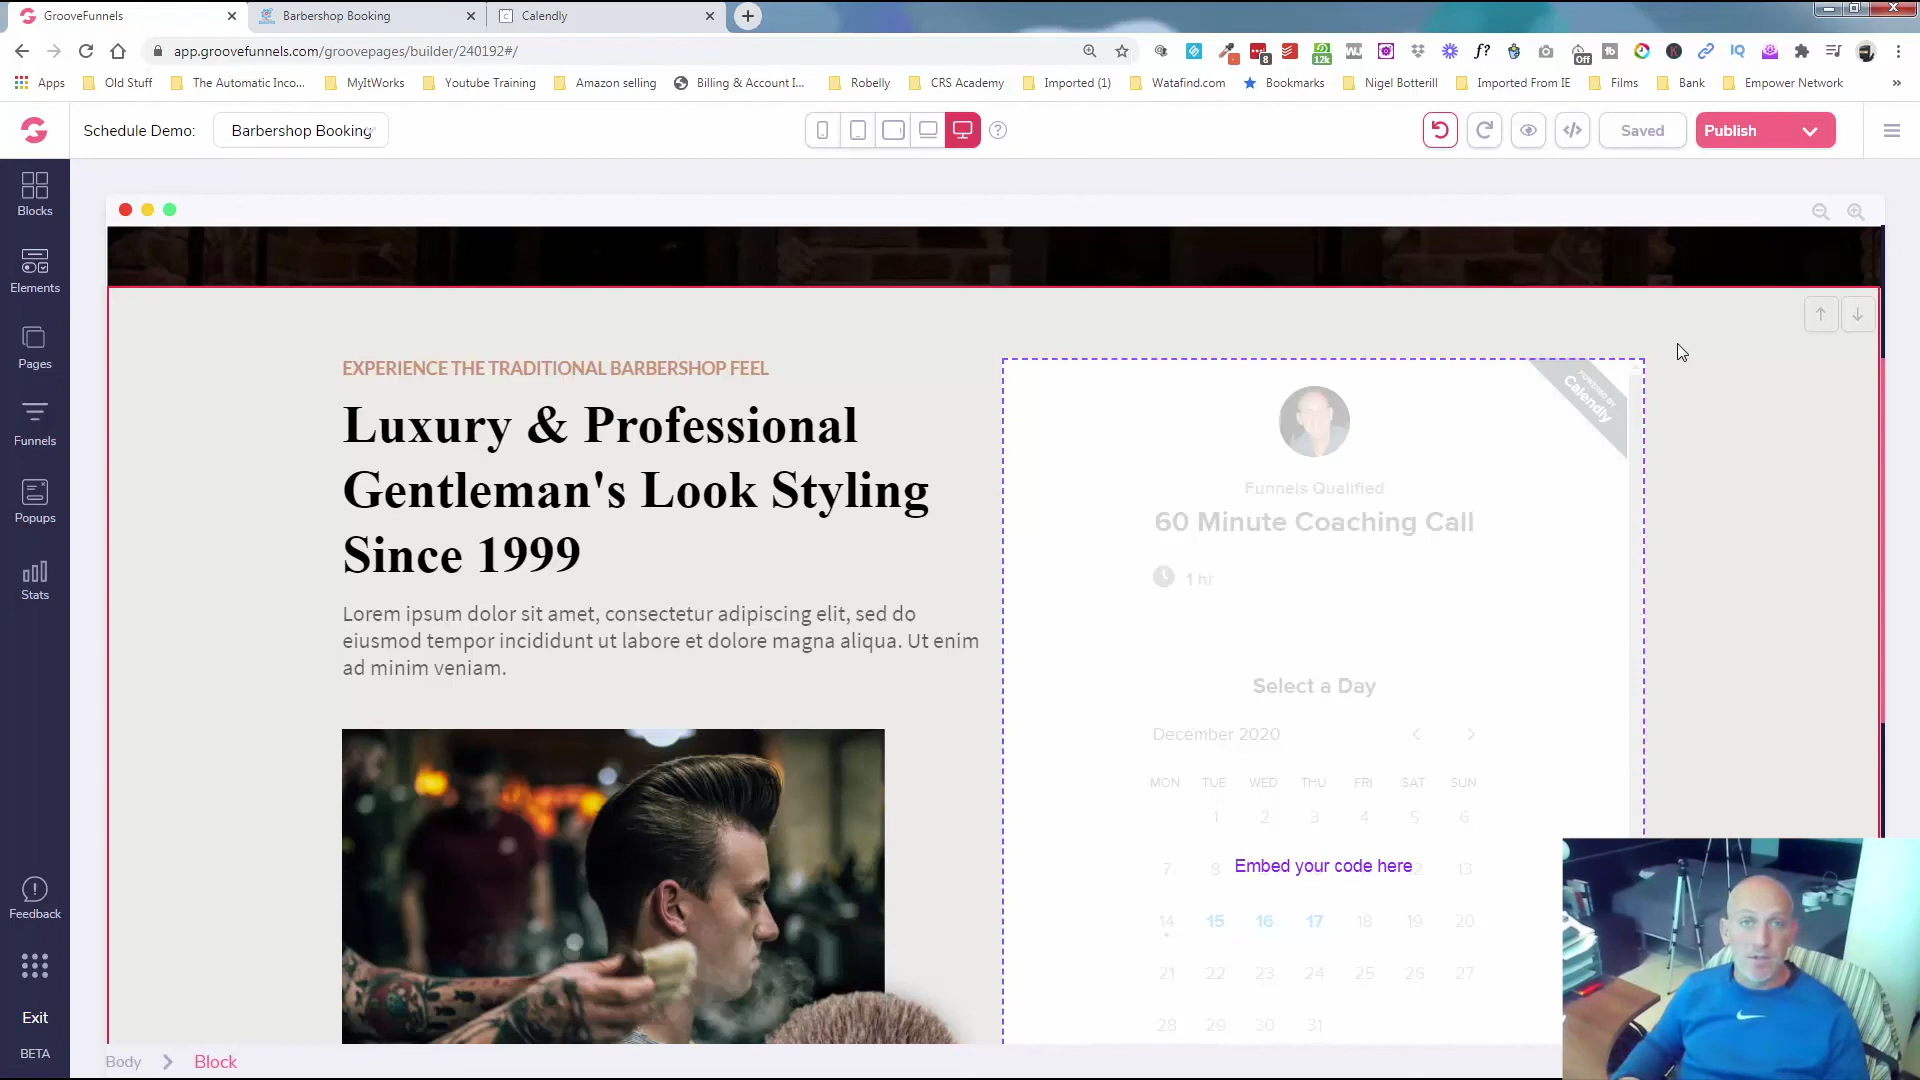 GrooveFunnels
Barbershop Booking
Calendly
app.groovefunnels.com/groovepages/builder/240192#/
8
12k
Off
Apps
Old Stuff
The Automatic Inco...
MyItWorks
Youtube Training
Amazon selling
Billing & Account I...
Robelly
CRS Academy
Imported (1)
Watafind.com
Bookmarks
Nigel Botterill
Imported From IE
Films
Bank
Empower Network
»
Schedule Demo:
Barbershop Booking
Saved
Publish
Blocks
Elements
Pages
Funnels
Popups
Stats
Feedback
Exit
BETA
EXPERIENCE THE TRADITIONAL BARBERSHOP FEEL
Luxury & Professional
Gentleman's Look Styling
Since 1999
Lorem ipsum dolor sit amet, consectetur adipiscing elit, sed do
eiusmod tempor incididunt ut labore et dolore magna aliqua. Ut enim
ad minim veniam.
POWERED BY
Calendly
Funnels Qualified
60 Minute Coaching Call
1 hr
Select a Day
December 2020
MON TUE WED THU FRI SAT SUN
1 2 3 4 5 6
7 8 2 13
Embed your code here
14 15 16 17 18 19 20
21 22 23 24 25 26 27
28 29 30 31
Body
Block